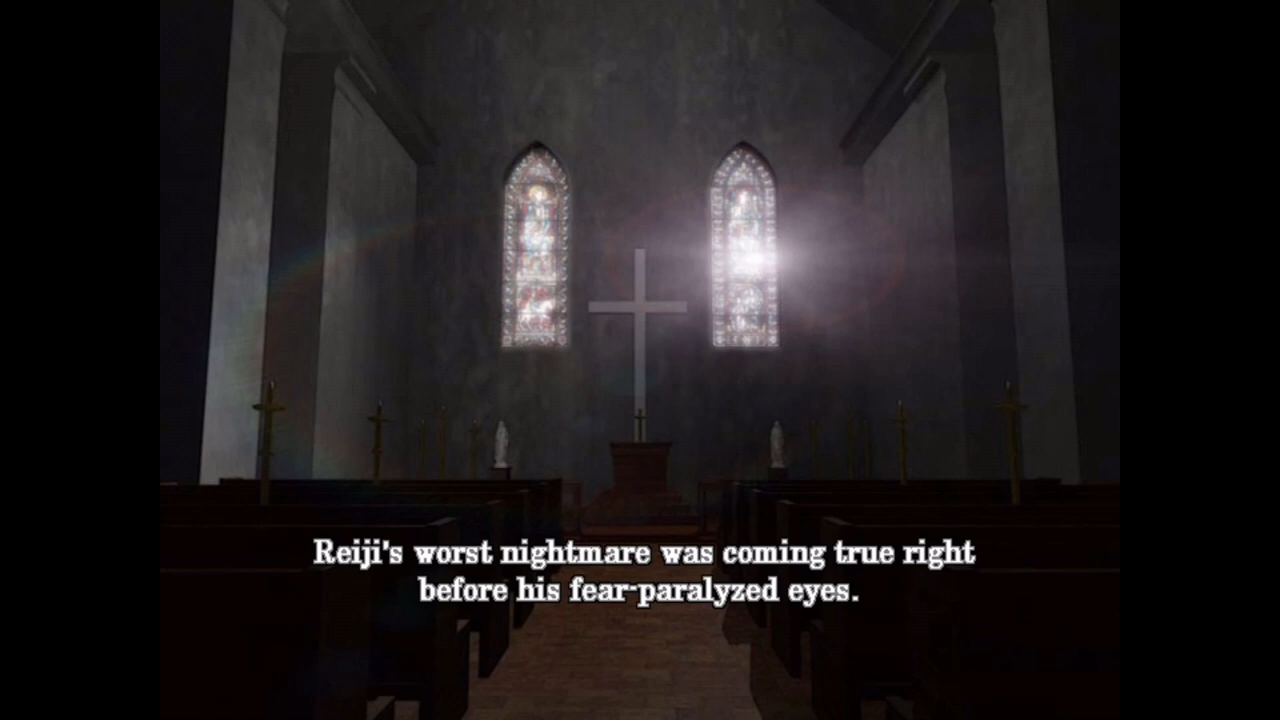 Reiji's worst nightmare was coming true right
before his fear-paralyzed eyes.